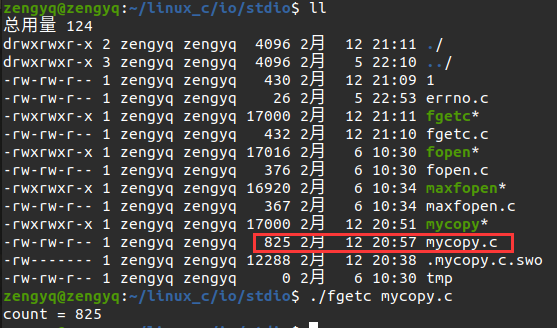 zengyq@zengyq:~/linux_c/io/stdio$ ll
总用量 124
drwxrwxr-x 2 zengyq zengyq  4096 2月  12 21:11 ./
drwxrwxr-x 3 zengyq zengyq  4096 2月   5 22:10 ../
-rw-rw-r-- 1 zengyq zengyq   430 2月  12 21:09 1
-rw-rw-r-- 1 zengyq zengyq    26 2月   5 22:53 errno.c
-rwxrwxr-x 1 zengyq zengyq 17000 2月  12 21:11 fgetc*
-rw-rw-r-- 1 zengyq zengyq   432 2月  12 21:10 fgetc.c
-rwxrwxr-x 1 zengyq zengyq 17016 2月   6 10:30 fopen*
-rw-rw-r-- 1 zengyq zengyq   376 2月   6 10:30 fopen.c
-rwxrwxr-x 1 zengyq zengyq 16920 2月   6 10:34 maxfopen*
-rw-rw-r-- 1 zengyq zengyq   367 2月   6 10:34 maxfopen.c
-rwxrwxr-x 1 zengyq zengyq 17000 2月  12 20:51 mycopy*
-rw-rw-r-- 1 zengyq zengyq   825 2月  12 20:57 mycopy.c
-rw------- 1 zengyq zengyq 12288 2月  12 20:38 .mycopy.c.swo
-rw-rw-r-- 1 zengyq zengyq     0 2月   6 10:30 tmp
zengyq@zengyq:~/linux_c/io/stdio$ ./fgetc mycopy.c
count = 825